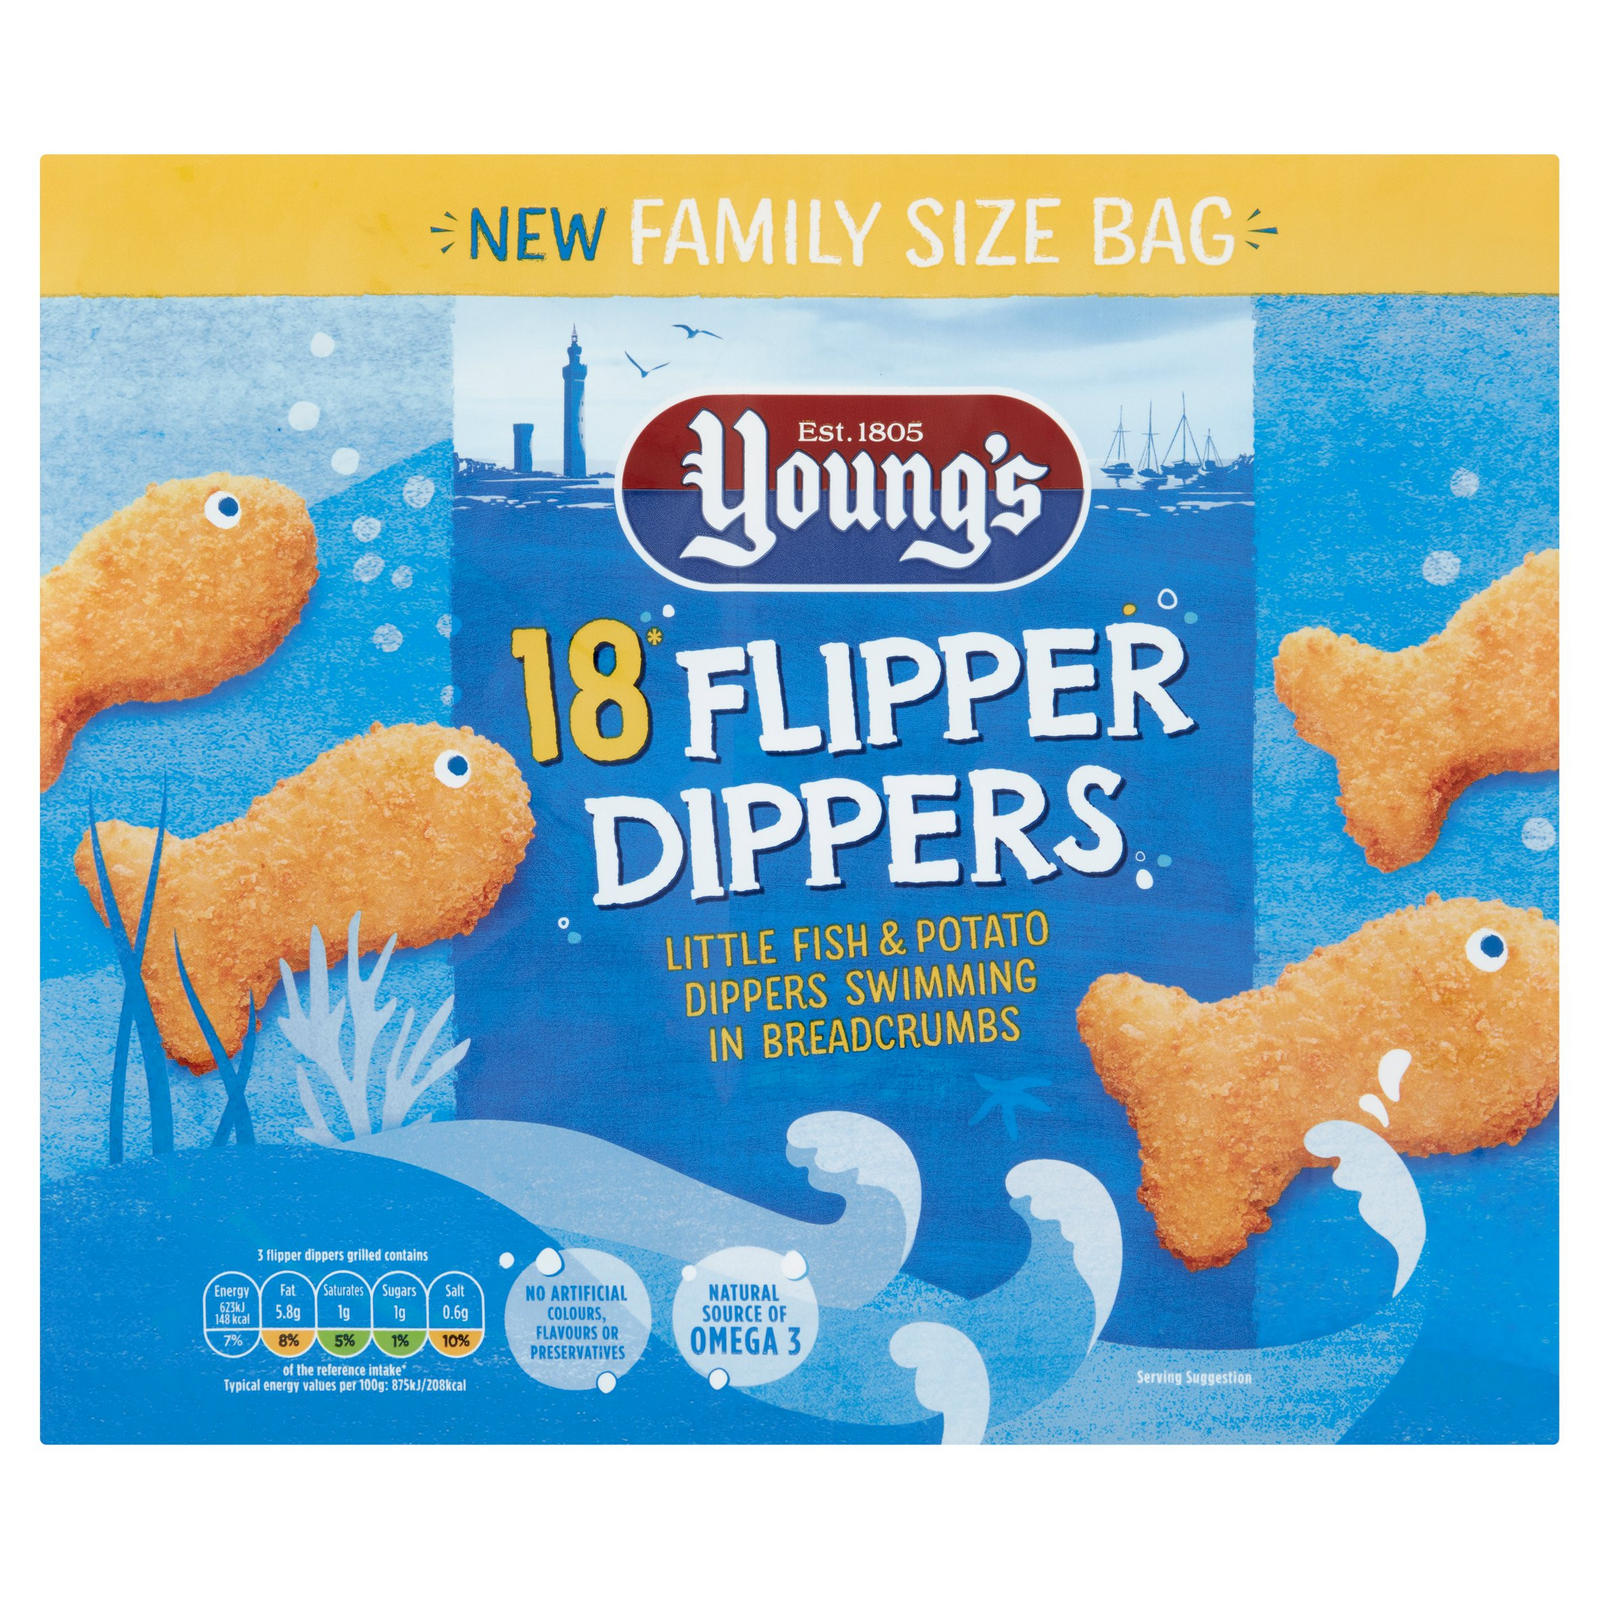 NEW FAMILY SIZE BAG
Est. 1805
Young's
18* FLIPPER
DIPPERS
LITTLE FISH & POTATO
DIPPERS SWIMMING
IN BREADCRUMBS
3 flipper dippers grilled contains
Energy Fat Saturates Sugars Salt
623kJ 5.8g 1g 1g 0.6g
148 kcal
7% 8% 5% 1% 10%
of the reference intake*
Typical energy values per 100g: 875kJ/208kcal
NO ARTIFICIAL
COLOURS,
FLAVOURS OR
PRESERVATIVES
NATURAL
SOURCE OF
OMEGA 3
Serving Suggestion